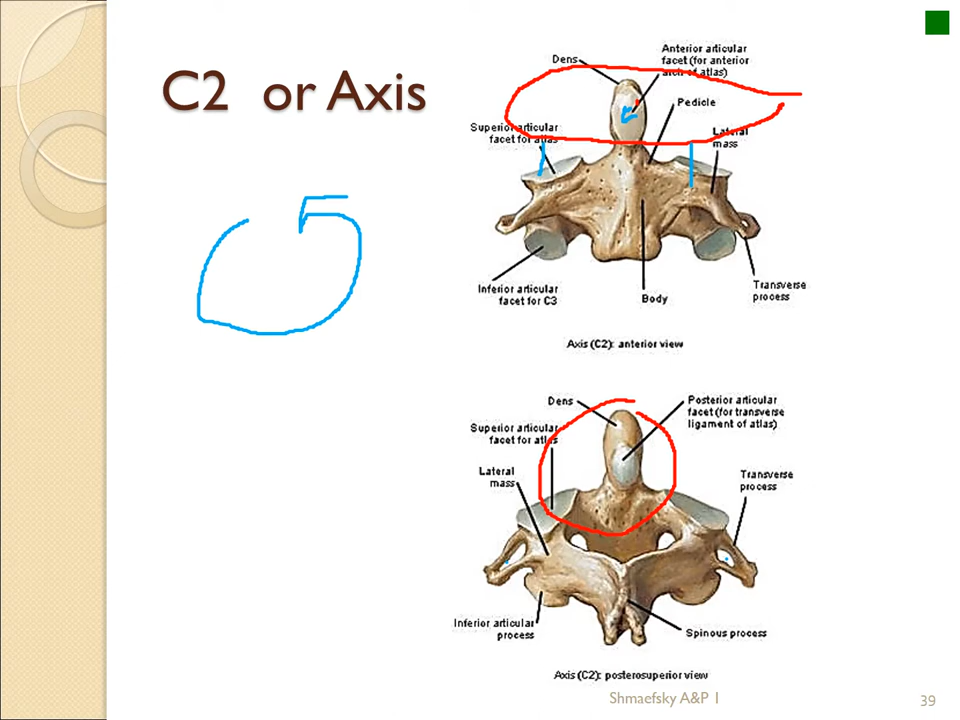 C2 or Axis
Dens
Anterior articular
facet (for anterior
arch of atlas)
Pedicle
Superior articular
facet for atlas
Lateral
mass
Inferior articular
facet for C3
Body
Transverse
process
Axis (C2): anterior view
Dens
Posterior articular
facet (for transverse
ligament of atlas)
Superior articular
facet for atlas
Lateral
mass
Transverse
process
Inferior articular
process
Spinous process
Axis (C2): posterosuperior view
Shmaefsky A&P 1
39